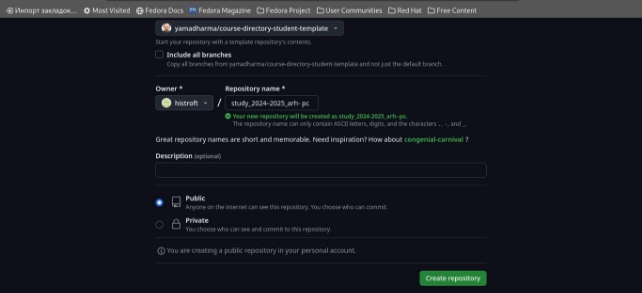 Импорт закладок... Most Visited Fedora Docs Fedora Magazine Fedora Project User Communities Red Hat Free Content
yamadharma/course-directory-student-template
Start your repository with a template repository's contents.
Include all branches
Copy all branches from yamadharma/course-directory-student-template and not just the default branch.
Owner * Repository name *
histroft / study_2024-2025_arh- pc
Your new repository will be created as study_2024-2025_arh-pc.
The repository name can only contain ASCII letters, digits, and the characters ., -, and _.
Great repository names are short and memorable. Need inspiration? How about congenial-carnival ?
Description (optional)
Public
Anyone on the internet can see this repository. You choose who can commit.
Private
You choose who can see and commit to this repository.
You are creating a public repository in your personal account.
Create repository